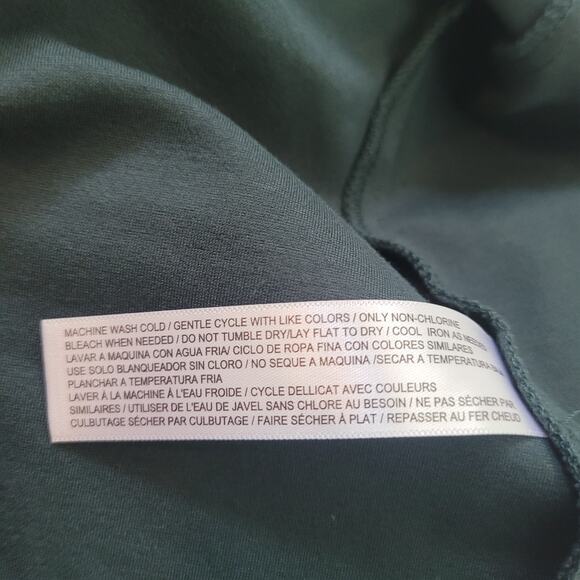 MACHINE WASH COLD / GENTLE CYCLE WITH LIKE COLORS / ONLY NON-CHLORINE
BLEACH WHEN NEEDED / DO NOT TUMBLE DRY/LAY FLAT TO DRY / COOL IRON AS NEEDED
LAVAR A MAQUINA CON AGUA FRIA/ CICLO DE ROPA FINA CON COLORES SIMILARES
USE SOLO BLANQUEADOR SIN CLORO / NO SEQUE A MAQUINA /SECAR A TEMPERATURA
PLANCHAR A TEMPERATURA FRIA
LAVER À LA MACHINE À L'EAU FROIDE / CYCLE DELLICAT AVEC COULEURS
SIMILAIRES / UTILISER DE L'EAU DE JAVEL SANS CHLORE AU BESOIN / NE PAS SÉCHER PAR
CULBUTAGE SÉCHER PAR CULBUTAGE / FAIRE SÉCHER À PLAT / REPASSER AU FER CHEUD